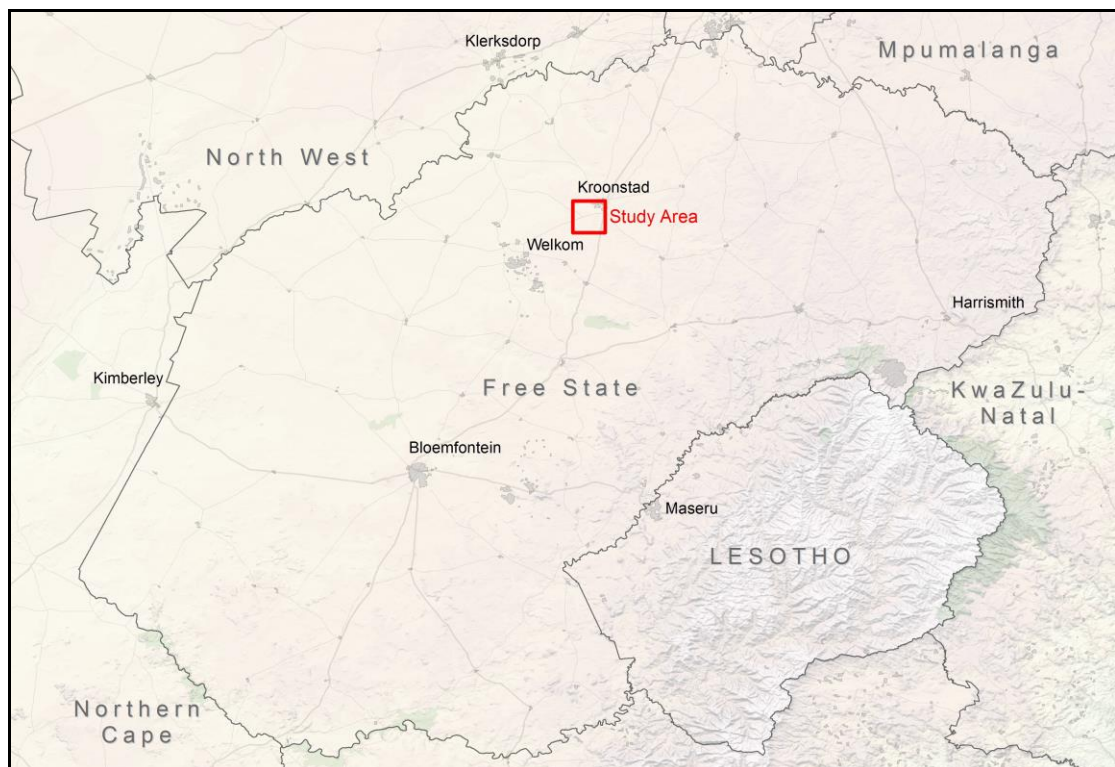 Klerksdorp
Mpumalanga
North West
Kroonstad
Study Area
Welkom
Harrismith
Kimberley
Free State
KwaZulu-
Natal
Bloemfontein
Maseru
LESOTHO
Northern
Cape